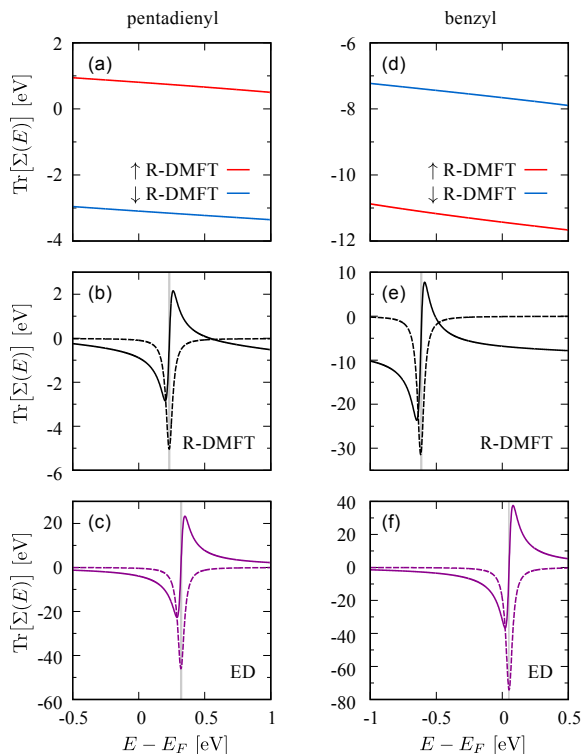 pentadienyl
benzyl
(a)
Tr[Σ(E)] [eV]
2
0
-2
-4
↑ R-DMFT
↓ R-DMFT
(d)
-6
-8
-10
-12
↑ R-DMFT
↓ R-DMFT
(b)
Tr[Σ(E)] [eV]
2
0
-2
-4
-6
R-DMFT
(e)
10
0
-10
-20
-30
R-DMFT
(c)
Tr[Σ(E)] [eV]
20
0
-20
-40
-60
ED
-0.5 0 0.5 1
E − E_F [eV]
(f)
40
20
0
-20
-40
-60
-80
ED
-1 -0.5 0 0.5
E − E_F [eV]